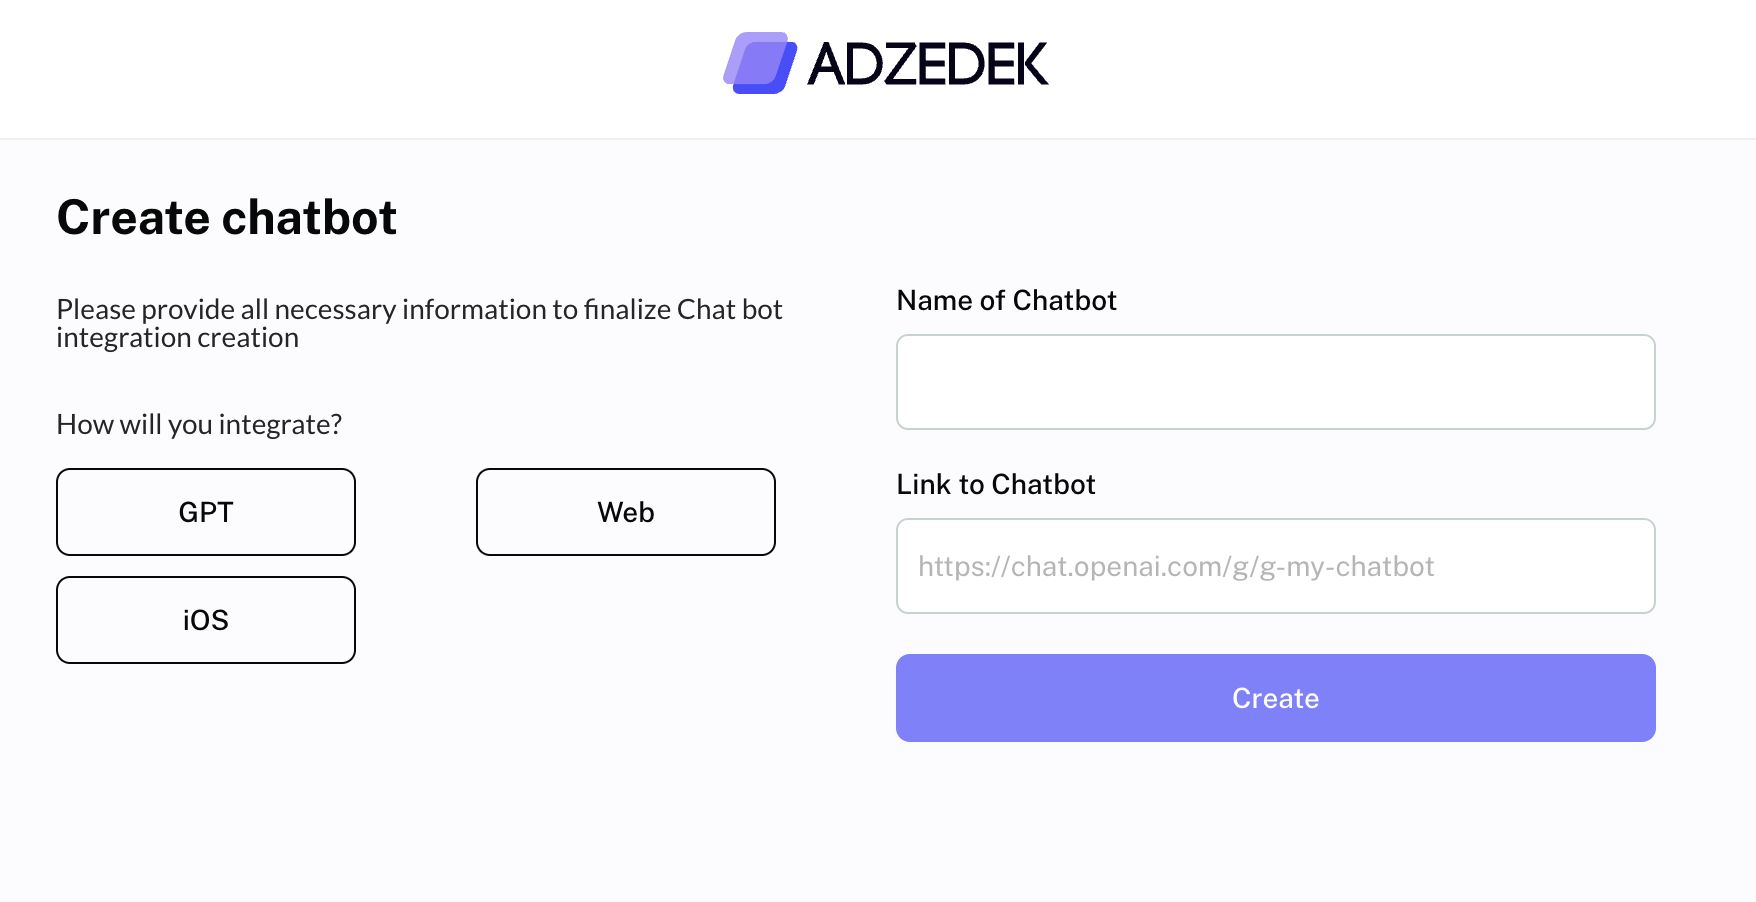 ADZEDEK
Create chatbot
Please provide all necessary information to finalize Chat bot
integration creation
How will you integrate?
GPT
Web
iOS
Name of Chatbot
Link to Chatbot
https://chat.openai.com/g/g-my-chatbot
Create